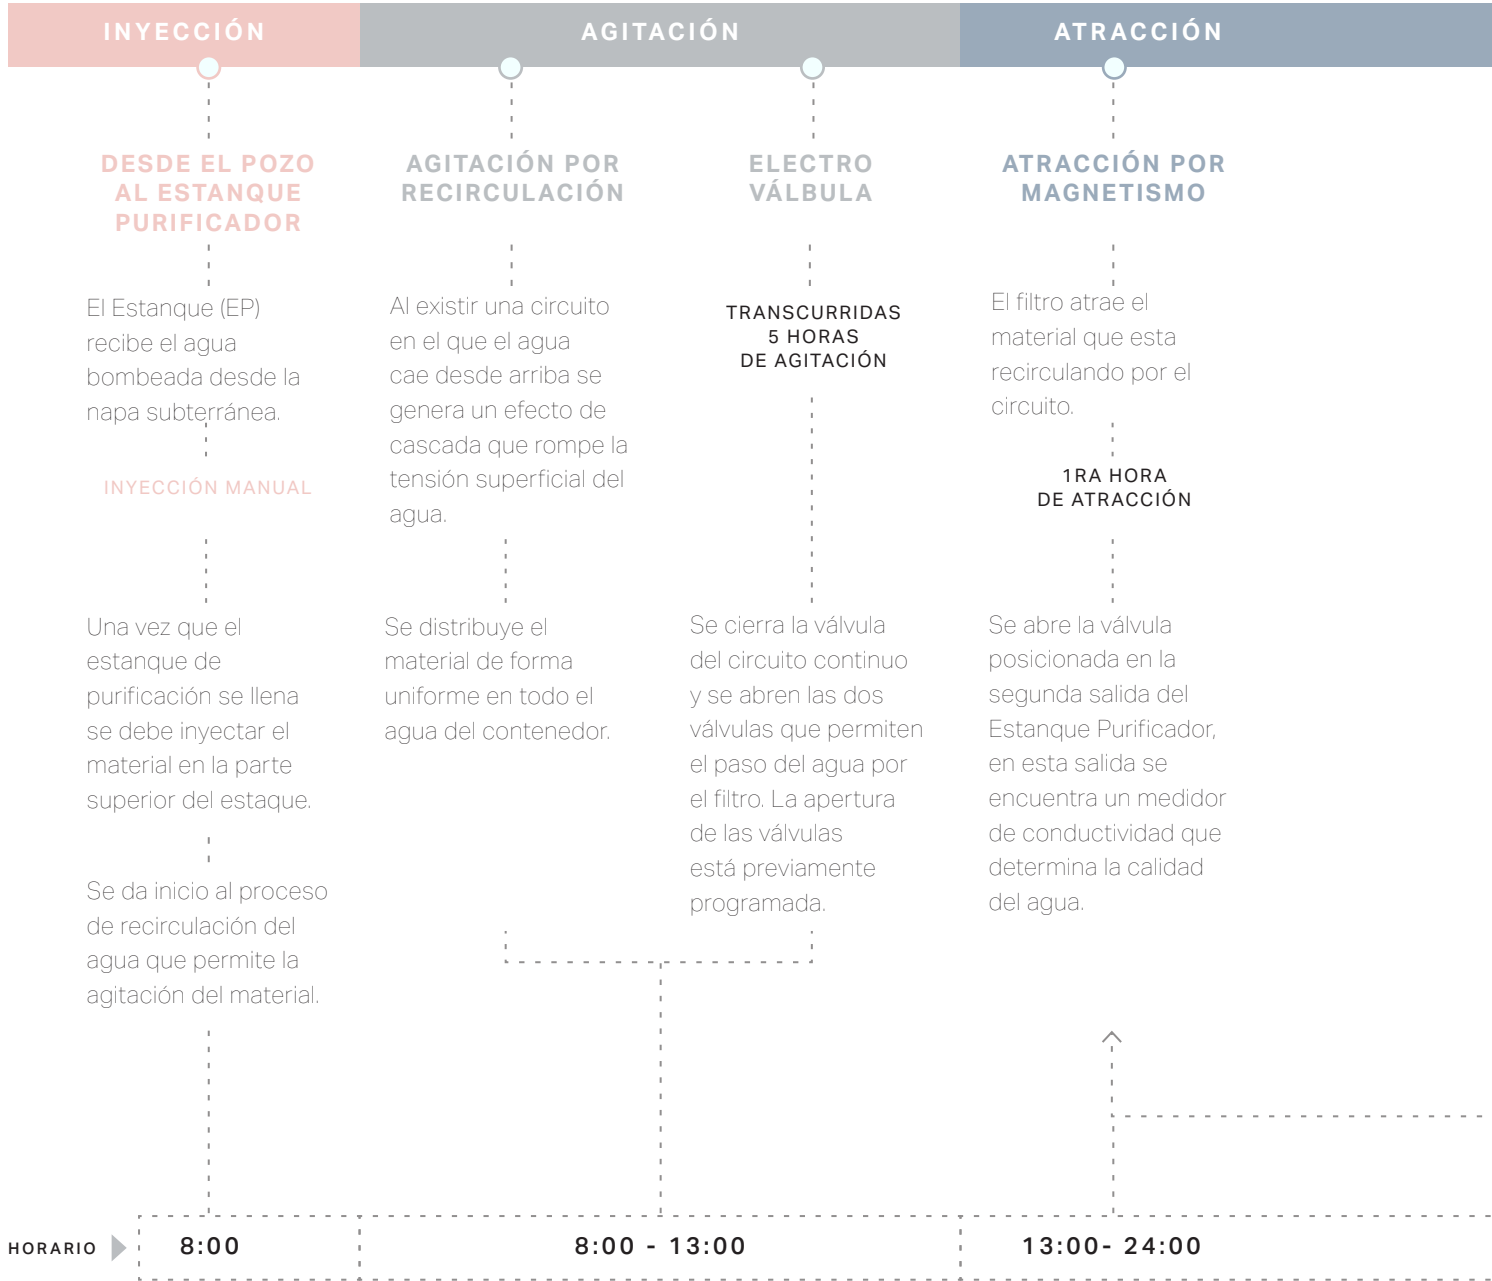 INYECCIÓN
AGITACIÓN
ATRACCIÓN
DESDE EL POZO
AL ESTANQUE
PURIFICADOR
El Estanque (EP)
recibe el agua
bombeada desde la
napa subterránea.
INYECCIÓN MANUAL
Una vez que el
estanque de
purificación se llena
se debe inyectar el
material en la parte
superior del estaque.
Se da inicio al proceso
de recirculación del
agua que permite la
agitación del material.
AGITACIÓN POR
RECIRCULACIÓN
Al existir una circuito
en el que el agua
cae desde arriba se
genera un efecto de
cascada que rompe la
tensión superficial del
agua.
Se distribuye el
material de forma
uniforme en todo el
agua del contenedor.
ELECTRO
VÁLBULA
TRANSCURRIDAS
5 HORAS
DE AGITACIÓN
Se cierra la válvula
del circuito continuo
y se abren las dos
válvulas que permiten
el paso del agua por
el filtro. La apertura
de las válvulas
está previamente
programada.
ATRACCIÓN POR
MAGNETISMO
El filtro atrae el
material que esta
recirculando por el
circuito.
1RA HORA
DE ATRACCIÓN
Se abre la válvula
posicionada en la
segunda salida del
Estanque Purificador,
en esta salida se
encuentra un medidor
de conductividad que
determina la calidad
del agua.
HORARIO
8:00
8:00 - 13:00
13:00- 24:00